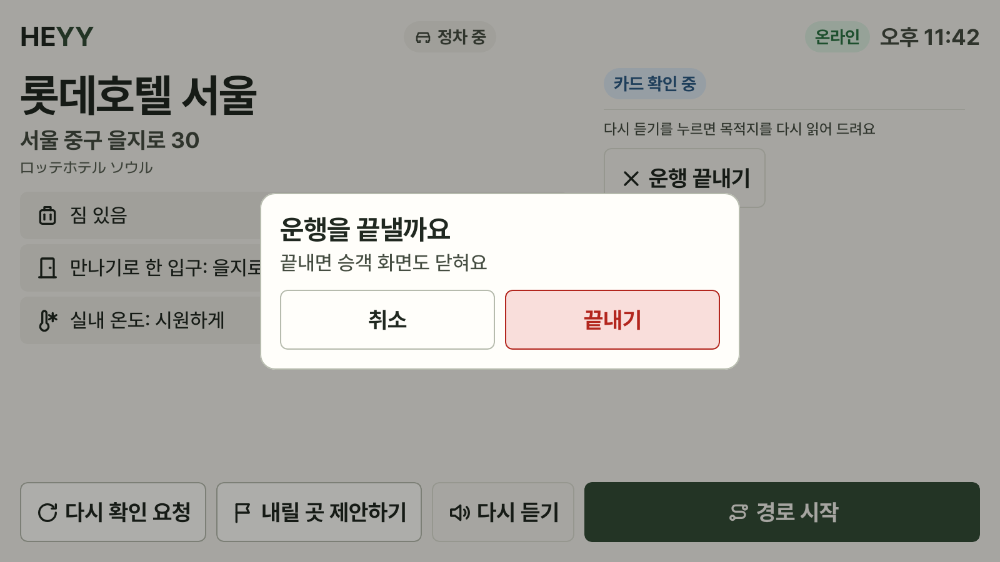 HEYY
정차 중
온라인
오후 11:42
롯데호텔 서울
서울 중구 을지로 30
ロッテホテル ソウル
짐 있음
만나기로 한 입구: 을지로
실내 온도: 시원하게
카드 확인 중
다시 듣기를 누르면 목적지를 다시 읽어 드려요
운행 끝내기
운행을 끝낼까요
끝내면 승객 화면도 닫혀요
취소
끝내기
다시 확인 요청
내릴 곳 제안하기
다시 듣기
경로 시작